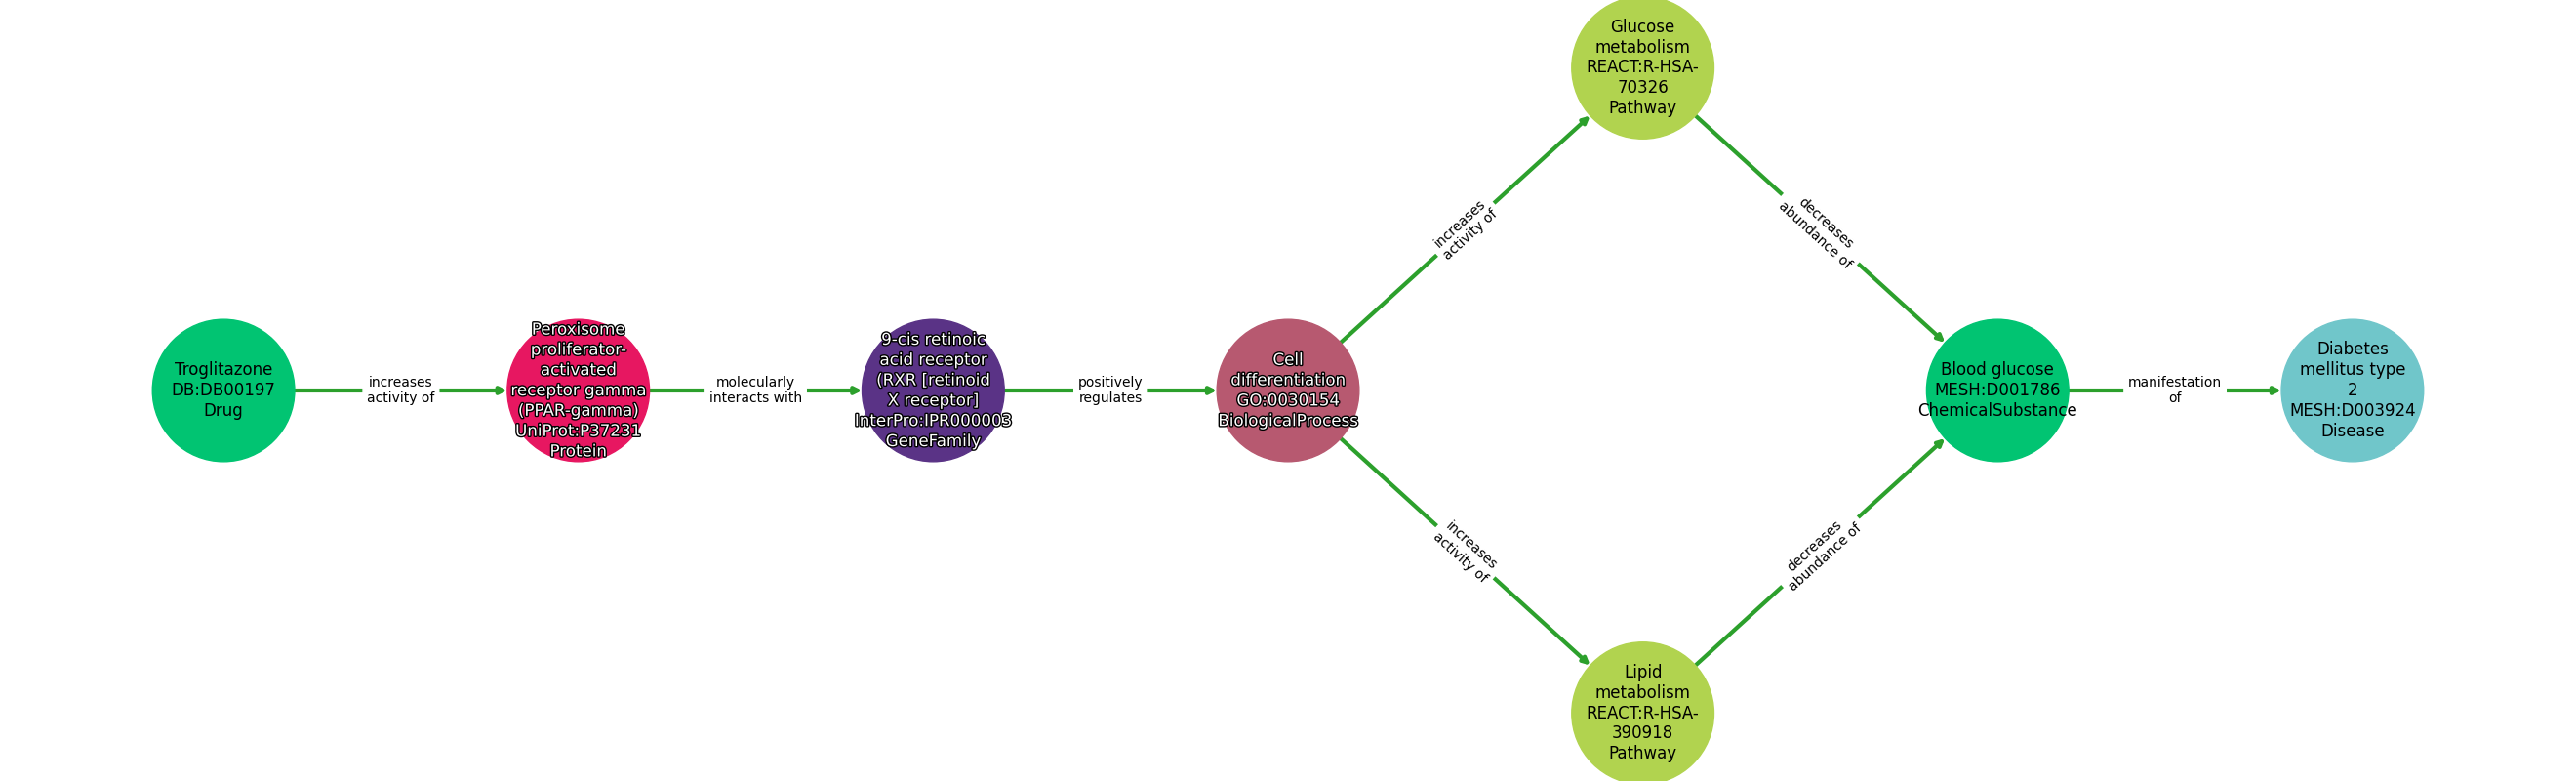 Troglitazone
DB:DB00197
Drug
increases
activity of
Peroxisome
proliferator-
activated
receptor gamma
(PPAR-gamma)
UniProt:P37231
Protein
molecularly
interacts with
9-cis retinoic
acid receptor
(RXR [retinoid
X receptor]
InterPro:IPR000003
GeneFamily
positively
regulates
Cell
differentiation
GO:0030154
BiologicalProcess
increases
activity of
Glucose
metabolism
REACT:R-HSA-
70326
Pathway
decreases
abundance of
increases
activity of
Lipid
metabolism
REACT:R-HSA-
390918
Pathway
decreases
abundance of
Blood glucose
MESH:D001786
ChemicalSubstance
manifestation
of
Diabetes
mellitus type
2
MESH:D003924
Disease